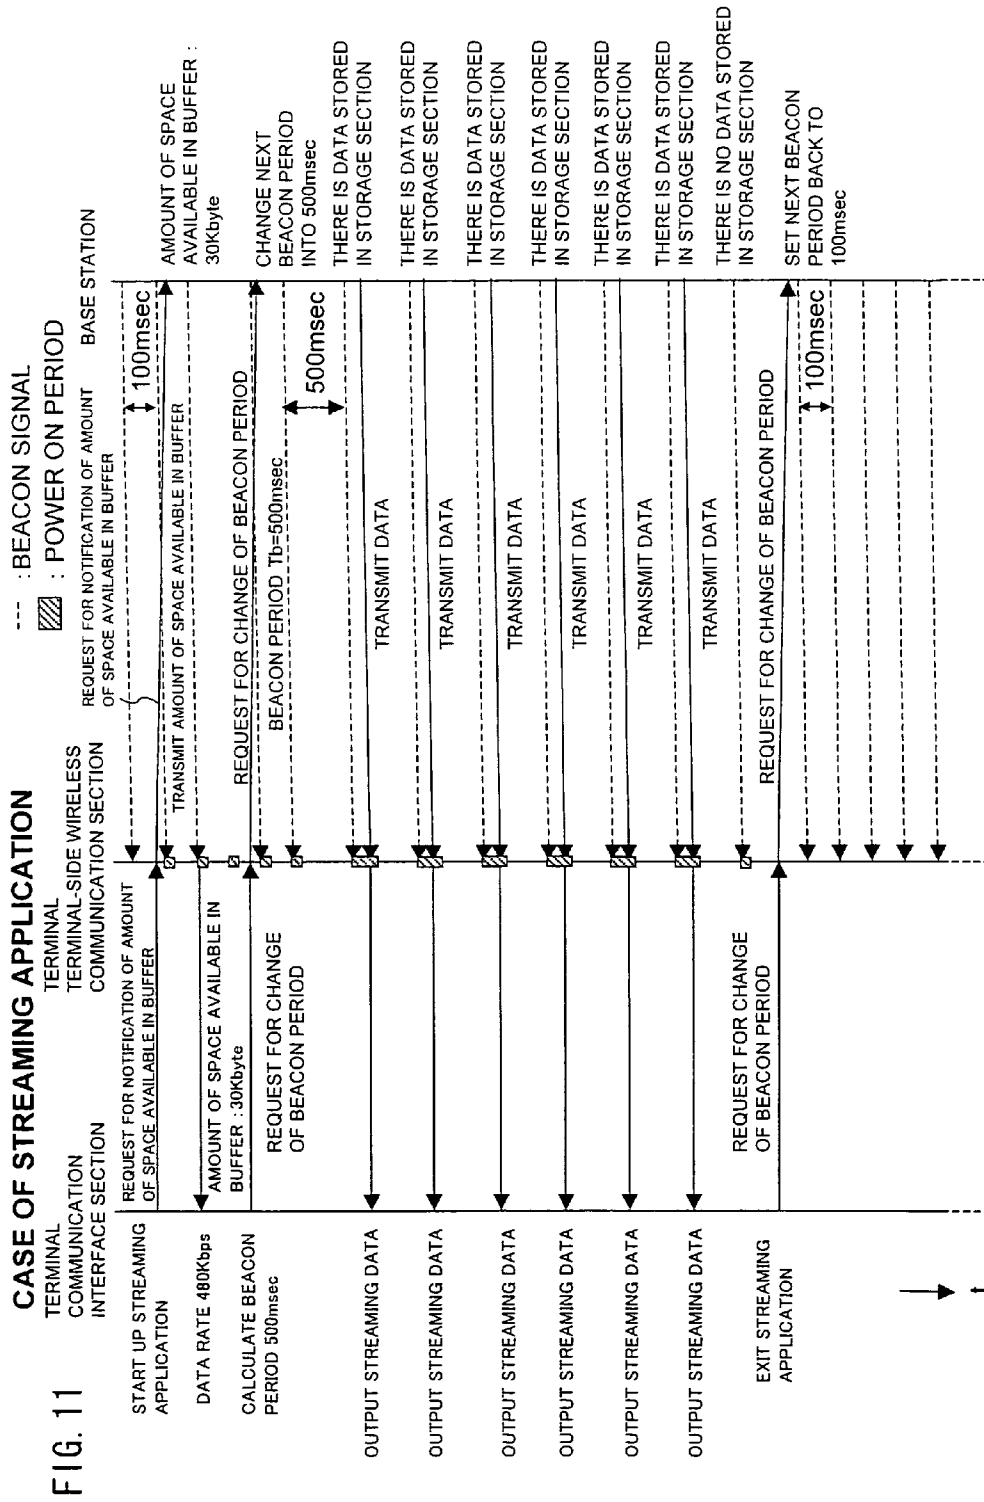 FIG. 11
CASE OF STREAMING APPLICATION
--- : BEACON SIGNAL
: POWER ON PERIOD
TERMINAL
COMMUNICATION
INTERFACE SECTION
TERMINAL
TERMINAL-SIDE WIRELESS
COMMUNICATION SECTION
BASE STATION
START UP STREAMING
APPLICATION
DATA RATE 480Kbps
CALCULATE BEACON
PERIOD 500msec
OUTPUT STREAMING DATA
OUTPUT STREAMING DATA
OUTPUT STREAMING DATA
OUTPUT STREAMING DATA
OUTPUT STREAMING DATA
OUTPUT STREAMING DATA
EXIT STREAMING
APPLICATION
t
REQUEST FOR NOTIFICATION OF AMOUNT
OF SPACE AVAILABLE IN BUFFER
AMOUNT OF SPACE AVAILABLE IN
BUFFER : 30Kbyte
REQUEST FOR CHANGE
OF BEACON PERIOD
REQUEST FOR CHANGE
OF BEACON PERIOD
REQUEST FOR NOTIFICATION OF AMOUNT
OF SPACE AVAILABLE IN BUFFER
100msec
TRANSMIT AMOUNT OF SPACE AVAILABLE IN BUFFER
REQUEST FOR CHANGE OF BEACON PERIOD
BEACON PERIOD Tb=500msec
500msec
TRANSMIT DATA
TRANSMIT DATA
TRANSMIT DATA
TRANSMIT DATA
TRANSMIT DATA
TRANSMIT DATA
REQUEST FOR CHANGE OF BEACON PERIOD
100msec
AMOUNT OF SPACE
AVAILABLE IN BUFFER :
30Kbyte
CHANGE NEXT
BEACON PERIOD
INTO 500msec
THERE IS DATA STORED
IN STORAGE SECTION
THERE IS DATA STORED
IN STORAGE SECTION
THERE IS DATA STORED
IN STORAGE SECTION
THERE IS DATA STORED
IN STORAGE SECTION
THERE IS DATA STORED
IN STORAGE SECTION
THERE IS DATA STORED
IN STORAGE SECTION
THERE IS NO DATA STORED
IN STORAGE SECTION
SET NEXT BEACON
PERIOD BACK TO
100msec